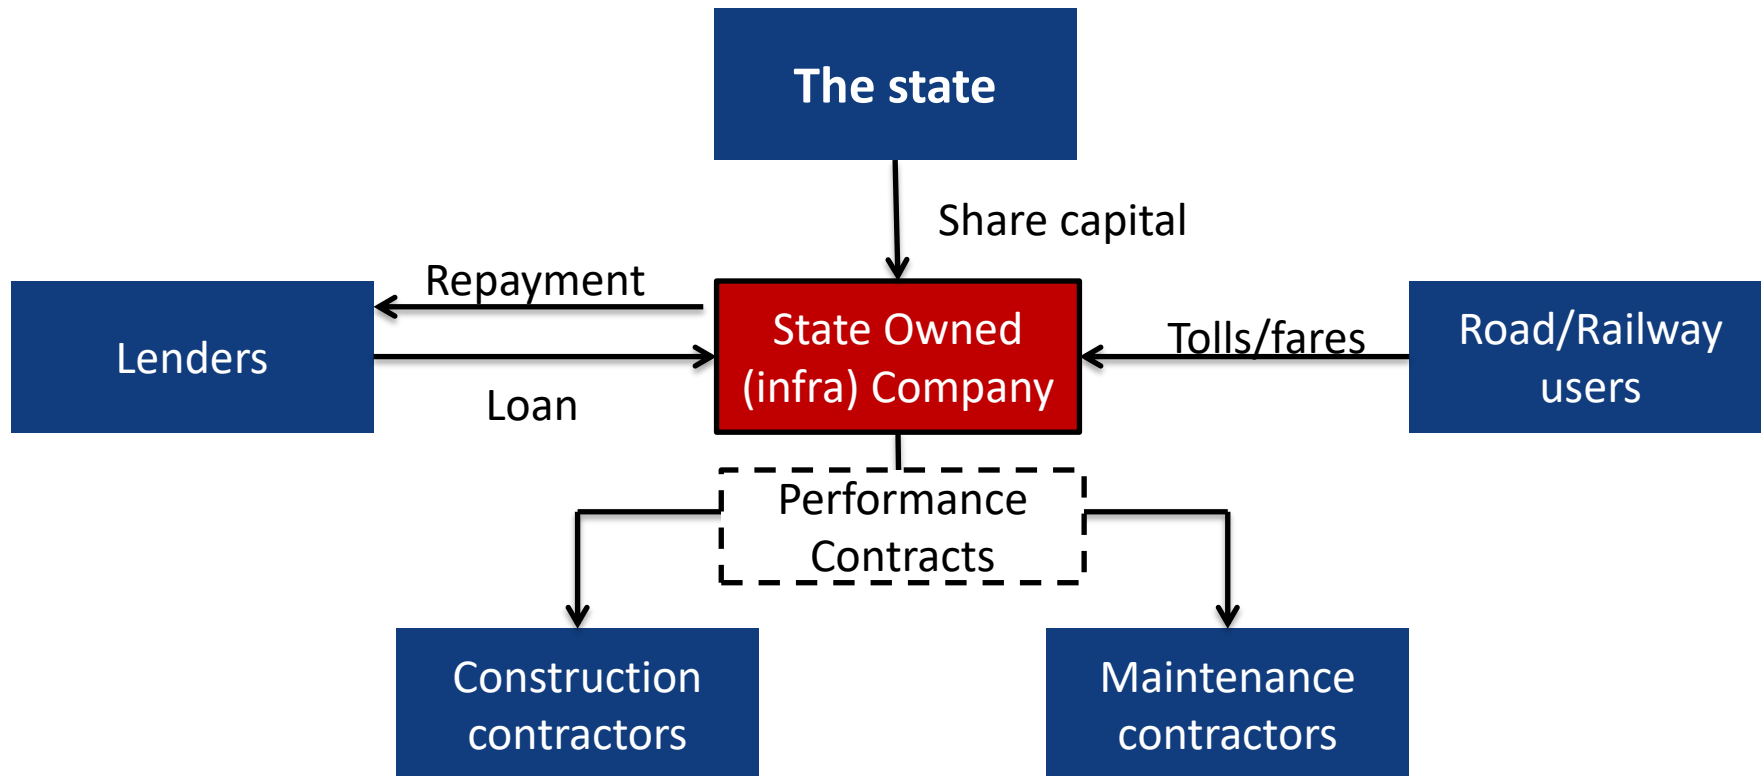 The state
Share capital
Repayment
Lenders
Loan
State Owned
(infra) Company
Tolls/fares
Road/Railway
users
Performance
Contracts
Construction
contractors
Maintenance
contractors